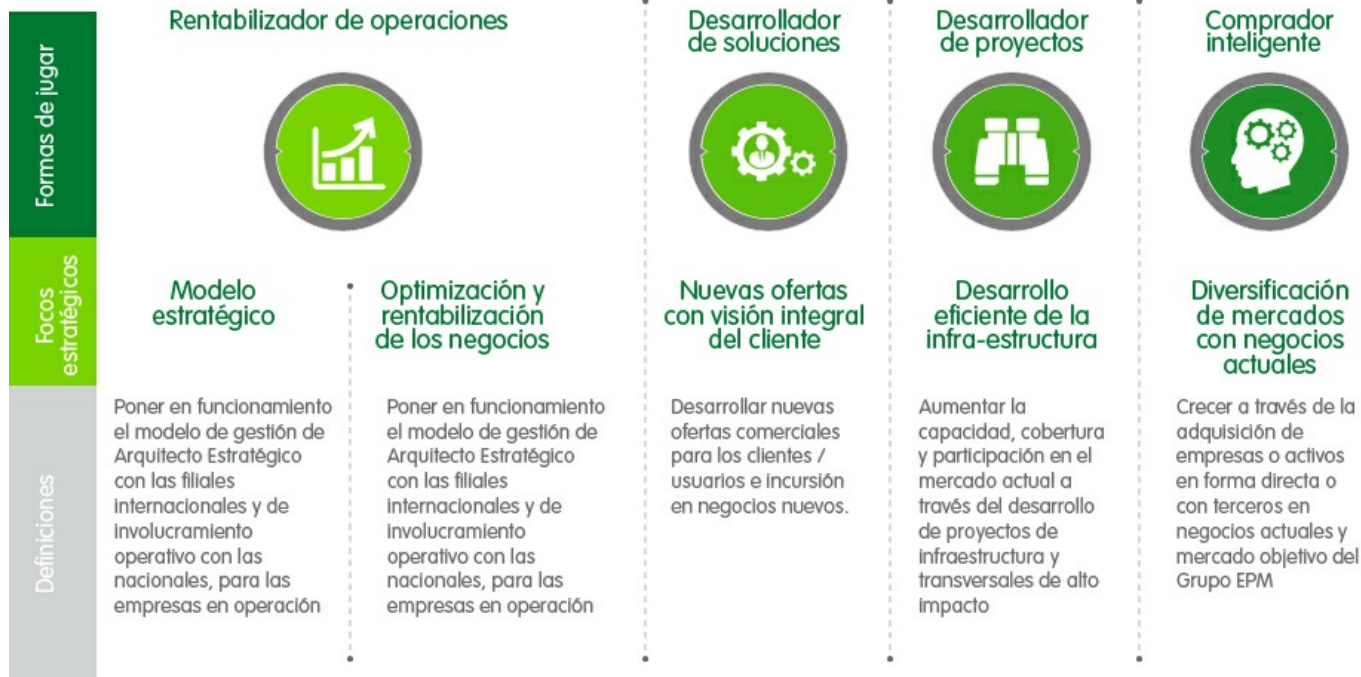 Formas de jugar
Rentabilizador de operaciones
Desarrollador
de soluciones
Desarrollador
de proyectos
Comprador
inteligente
Focos
estratégicos
Modelo
estratégico
Optimización y
rentabilización
de los negocios
Nuevas ofertas
con visión integral
del cliente
Desarrollo
eficiente de la
infra-estructura
Diversificación
de mercados
con negocios
actuales
Definiciones
Poner en funcionamiento
el modelo de gestión de
Arquitecto Estratégico
con las filiales
internacionales y de
involucramiento
operativo con las
nacionales, para las
empresas en operación
Poner en funcionamiento
el modelo de gestión de
Arquitecto Estratégico
con las filiales
internacionales y de
involucramiento
operativo con las
nacionales, para las
empresas en operación
Desarrollar nuevas
ofertas comerciales
para los clientes /
usuarios e incursión
en negocios nuevos.
Aumentar la
capacidad, cobertura
y participación en el
mercado actual a
través del desarrollo
de proyectos de
infraestructura y
transversales de alto
impacto
Crecer a través de la
adquisición de
empresas o activos
en forma directa o
con terceros en
negocios actuales y
mercado objetivo del
Grupo EPM